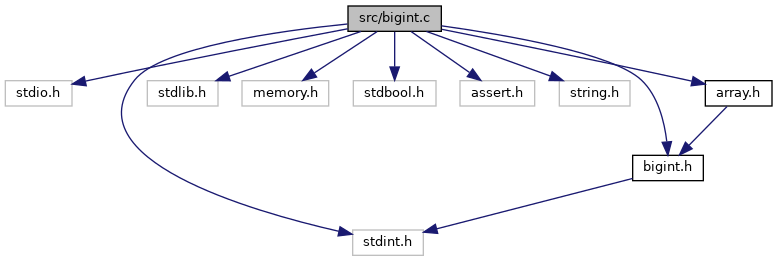 src/bigint.c
stdio.h
stdlib.h
memory.h
stdbool.h
assert.h
string.h
array.h
bigint.h
stdint.h